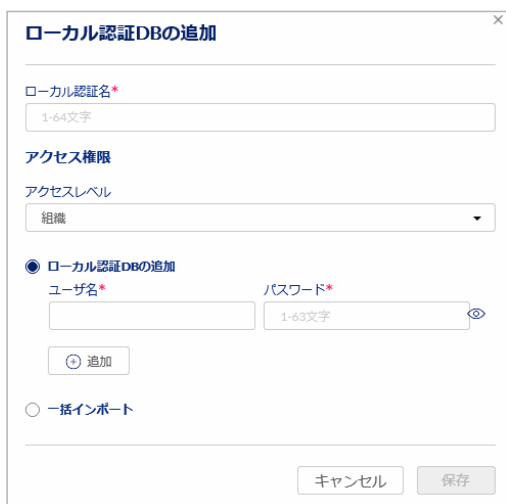 ローカル認証DBの追加
ローカル認証名*
1-64文字
アクセス権限
アクセスレベル
組織
ローカル認証DBの追加
ユーザ名* パスワード*
1-63文字
追加
一括インポート
キャンセル 保存